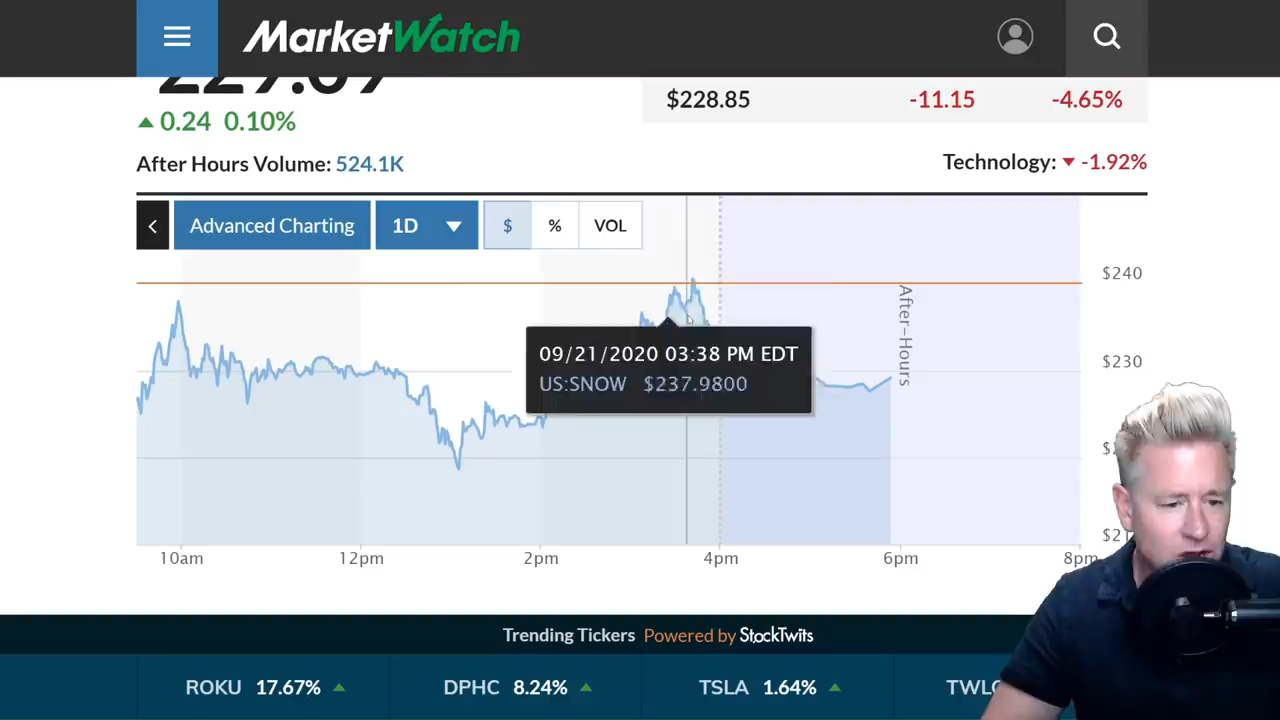 MarketWatch
$228.85 -11.15 -4.65%
0.24 0.10%
After Hours Volume: 524.1K
Technology: -1.92%
Advanced Charting 1D $ % VOL
$240
After-Hours
09/21/2020 03:38 PM EDT
US:SNOW $237.9800
$230
10am 12pm 2pm 4pm 6pm 8pm
Trending Tickers Powered by StockTwits
ROKU 17.67% DPHC 8.24% TSLA 1.64%